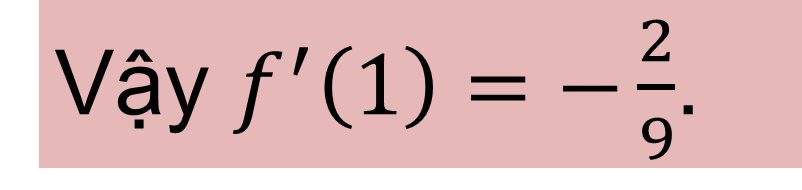 Vậy f′(1) = −2/9.